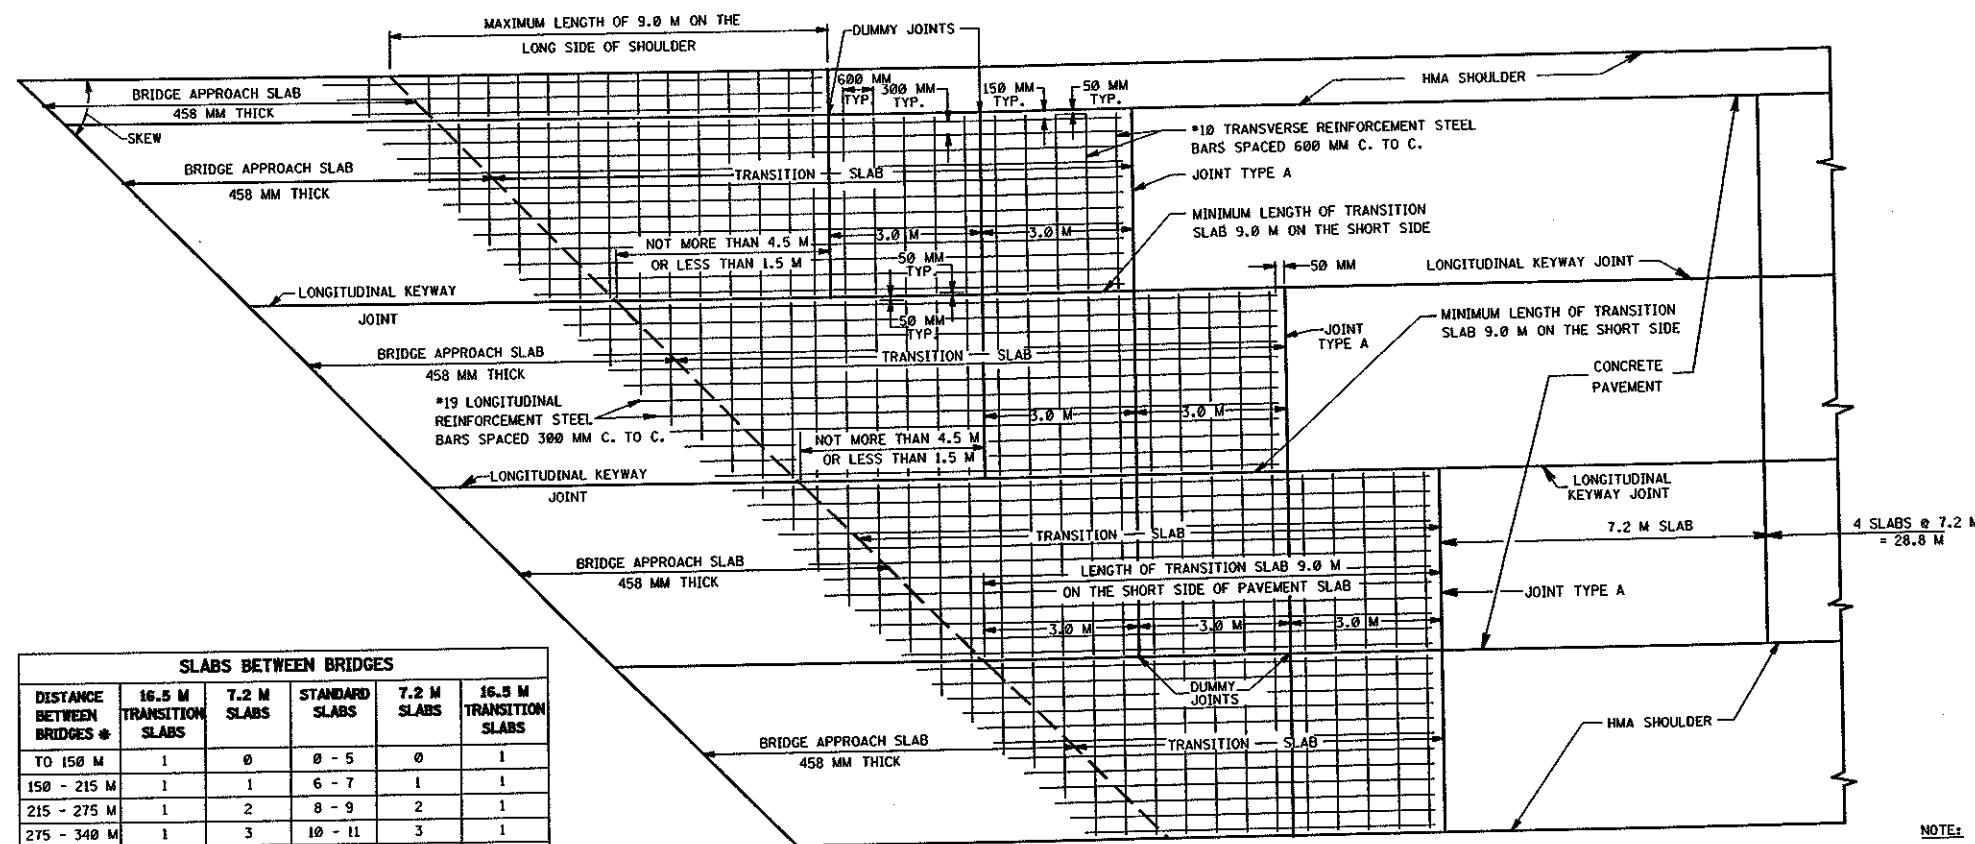 MAXIMUM LENGTH OF 9.0 M ON THE
LONG SIDE OF SHOULDER
DUMMY JOINTS
HMA SHOULDER
BRIDGE APPROACH SLAB
458 MM THICK
SKEW
600 MM
TYP.
300 MM
TYP.
150 MM
TYP.
50 MM
TYP.
#10 TRANSVERSE REINFORCEMENT STEEL
BARS SPACED 600 MM C. TO C.
BRIDGE APPROACH SLAB
458 MM THICK
TRANSITION SLAB
JOINT TYPE A
MINIMUM LENGTH OF TRANSITION
SLAB 9.0 M ON THE SHORT SIDE
NOT MORE THAN 4.5 M
OR LESS THAN 1.5 M
3.0 M
3.0 M
50 MM
TYP.
50 MM
LONGITUDINAL KEYWAY JOINT
LONGITUDINAL KEYWAY
JOINT
50 MM
TYP.
JOINT
TYPE A
MINIMUM LENGTH OF TRANSITION
SLAB 9.0 M ON THE SHORT SIDE
BRIDGE APPROACH SLAB
458 MM THICK
TRANSITION SLAB
CONCRETE
PAVEMENT
#19 LONGITUDINAL
REINFORCEMENT STEEL
BARS SPACED 300 MM C. TO C.
3.0 M
3.0 M
NOT MORE THAN 4.5 M
OR LESS THAN 1.5 M
LONGITUDINAL KEYWAY
JOINT
LONGITUDINAL
KEYWAY JOINT
TRANSITION SLAB
7.2 M SLAB
4 SLABS @ 7.2 M
= 28.8 M
BRIDGE APPROACH SLAB
458 MM THICK
LENGTH OF TRANSITION SLAB 9.0 M
ON THE SHORT SIDE OF PAVEMENT SLAB
JOINT TYPE A
3.0 M
3.0 M
3.0 M
DUMMY
JOINTS
HMA SHOULDER
BRIDGE APPROACH SLAB
458 MM THICK
TRANSITION SLAB
SLABS BETWEEN BRIDGES
DISTANCE BETWEEN BRIDGES * 16.5 M TRANSITION SLABS 7.2 M SLABS STANDARD SLABS 7.2 M SLABS 16.5 M TRANSITION SLABS
TO 150 M 1 0 0 - 5 0 1
150 - 215 M 1 1 6 - 7 1 1
215 - 275 M 1 2 8 - 9 2 1
275 - 340 M 1 3 10 - 11 3 1
NOTE: